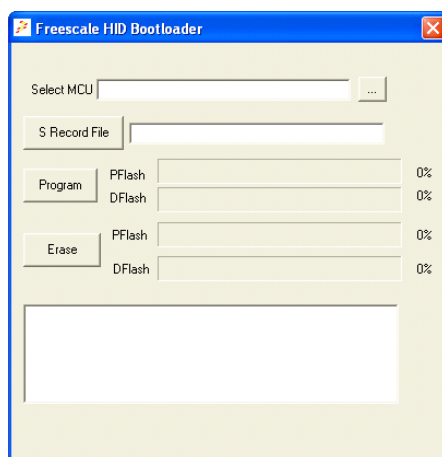 Freescale HID Bootloader
Select MCU ...
S Record File
Program PFlash 0%
DFlash 0%
Erase PFlash 0%
DFlash 0%